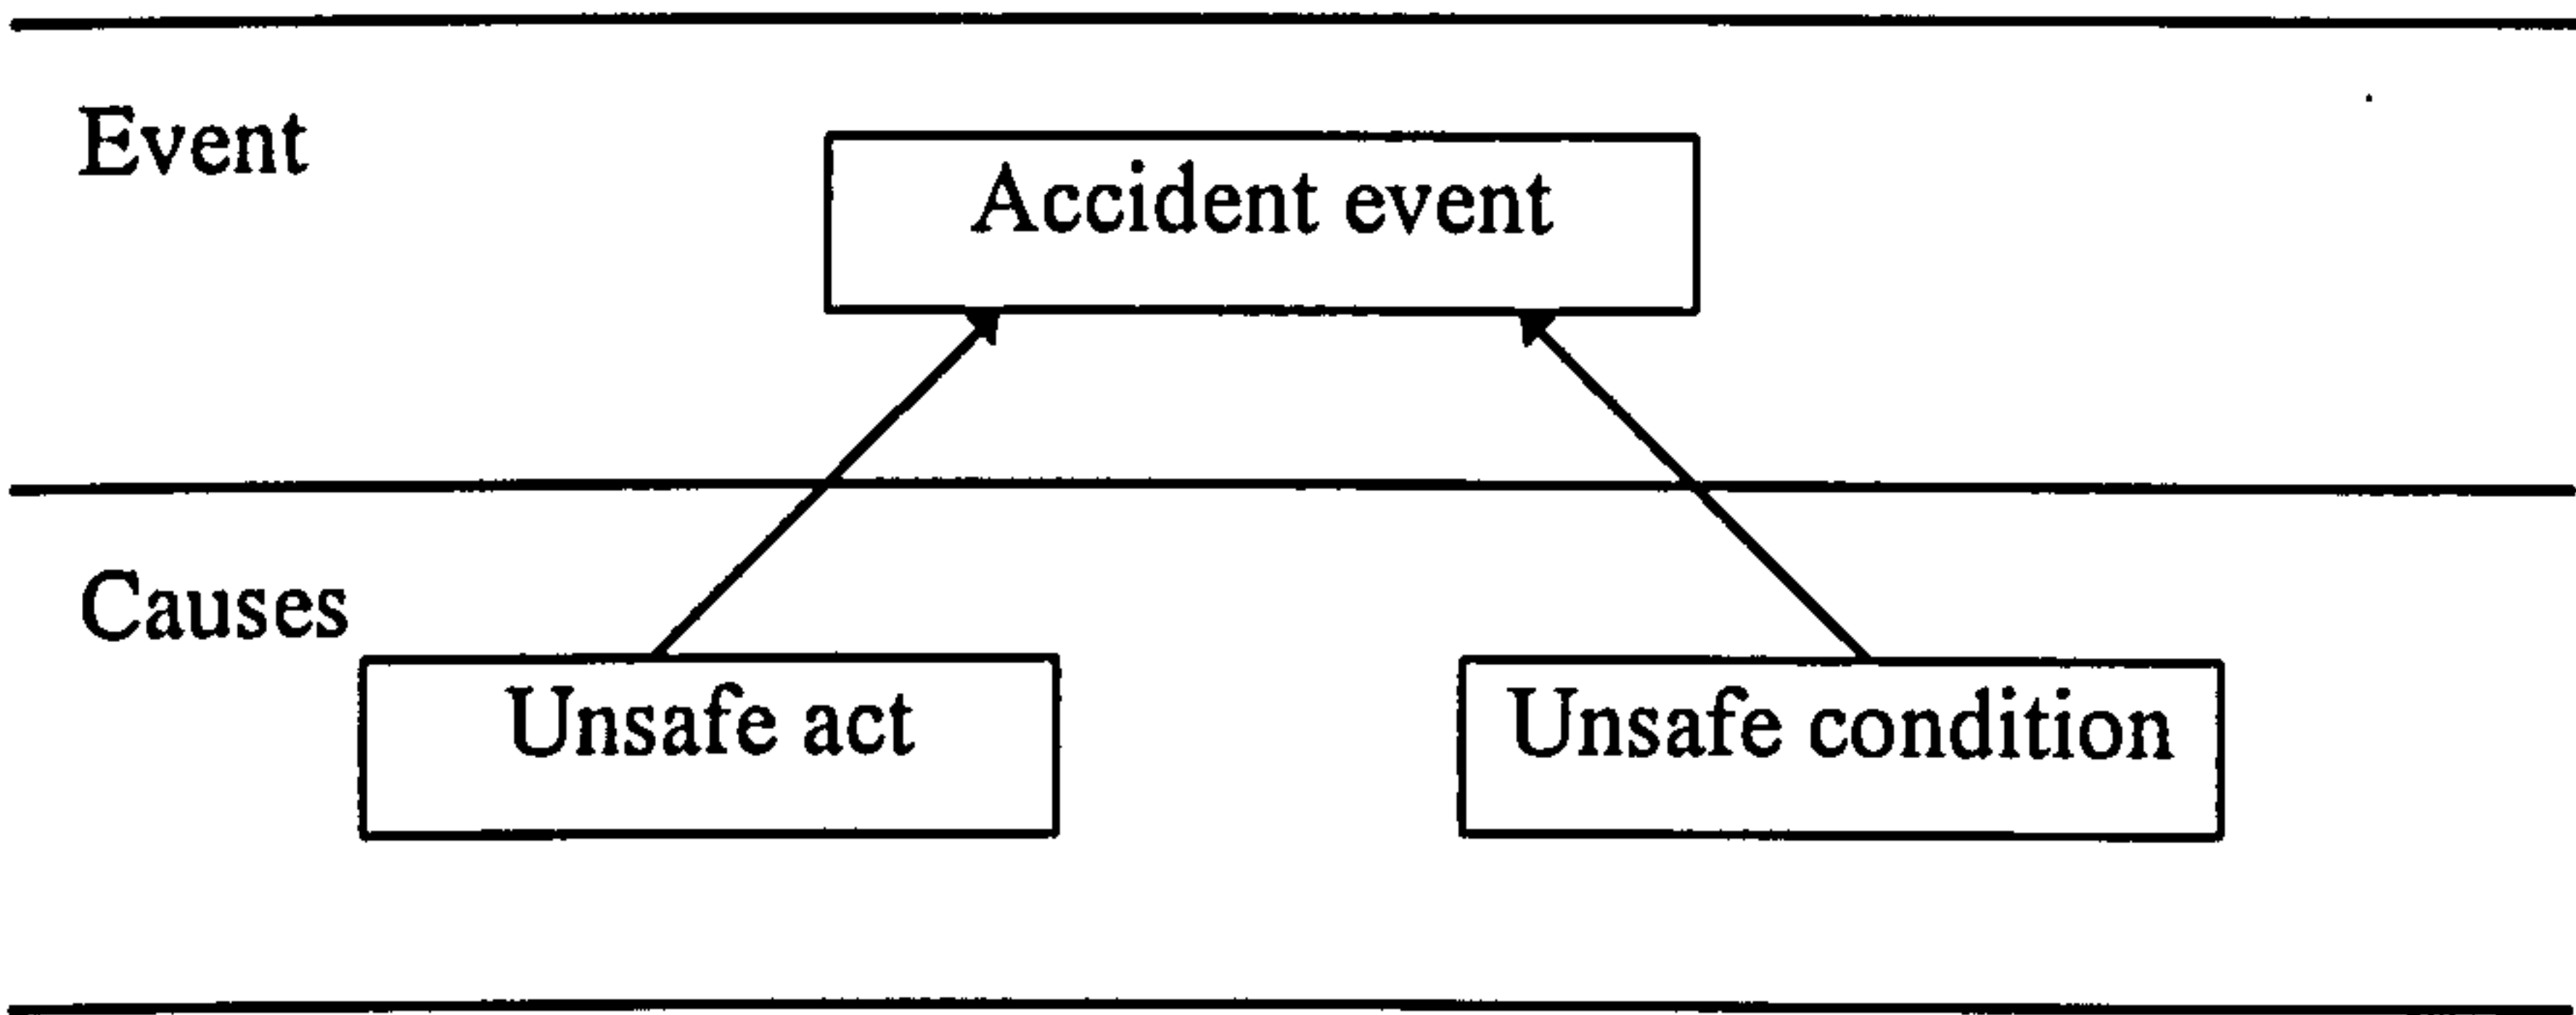 Event
Accident event
Causes
Unsafe act
Unsafe condition